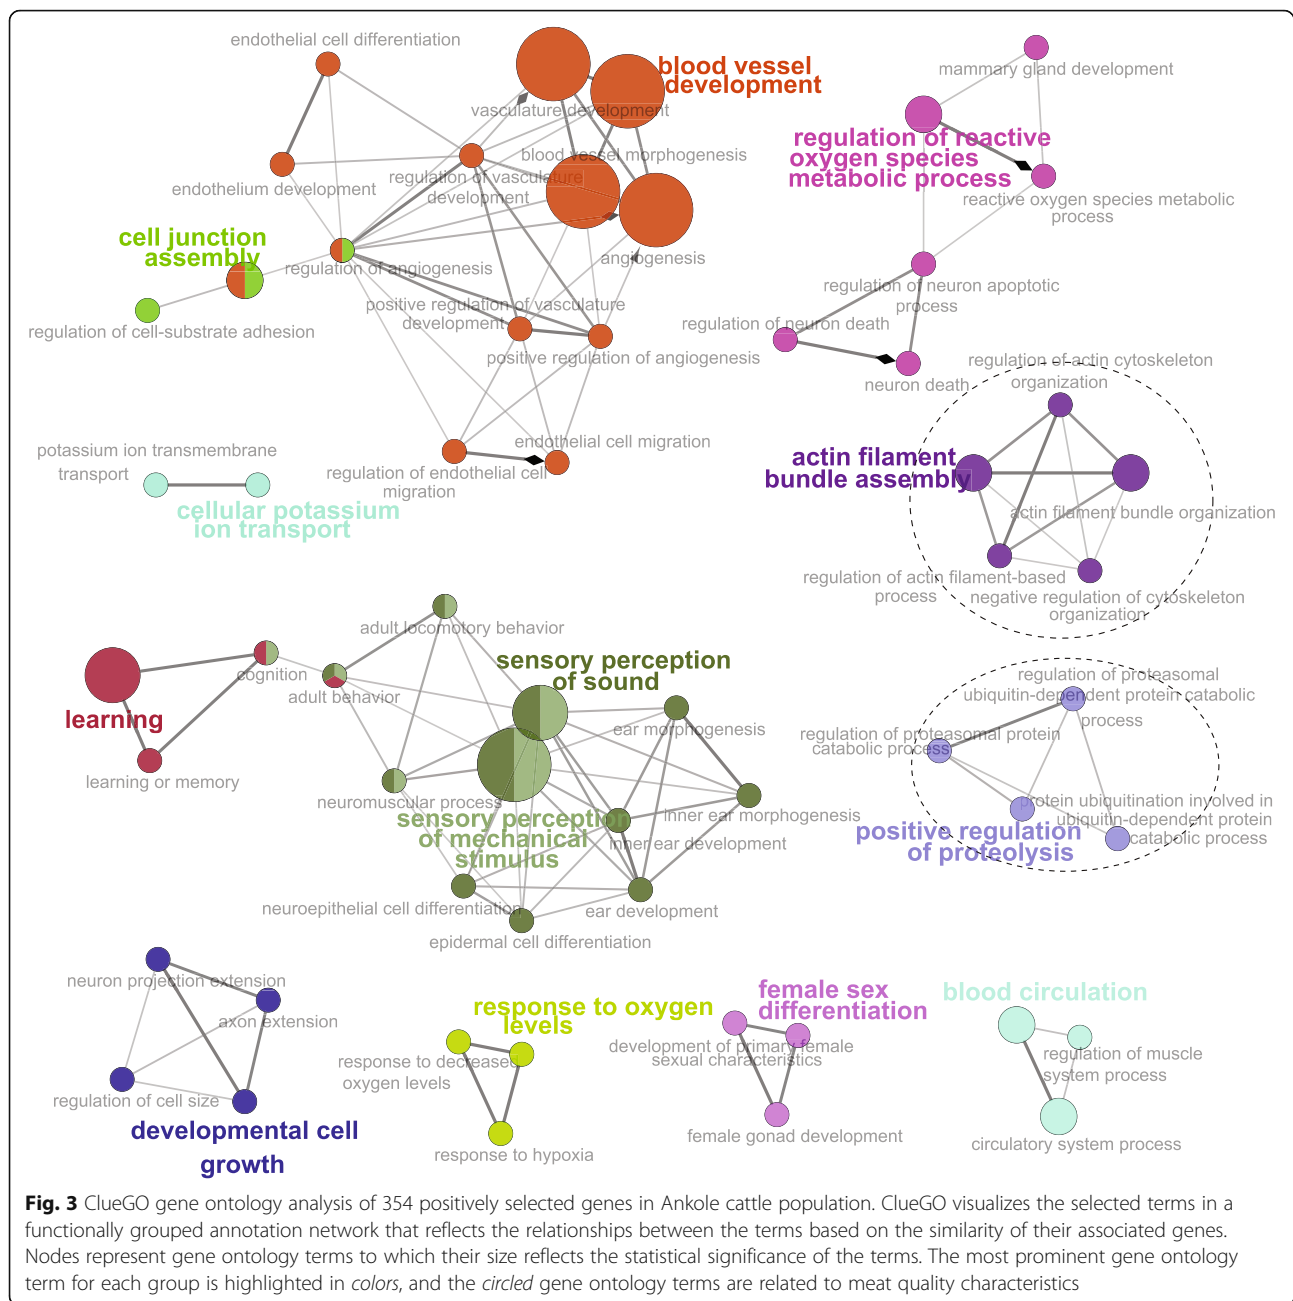 endothelial cell differentiation
blood vessel
development
vasculature development
mammary gland development
regulation of reactive
oxygen species
metabolic process
blood vessel morphogenesis
regulation of vasculature
development
endothelium development
reactive oxygen species metabolic
process
cell junction
assembly
regulation of angiogenesis
angiogenesis
regulation of cell-substrate adhesion
positive regulation of vasculature
development
positive regulation of angiogenesis
regulation of neuron apoptotic
process
regulation of neuron death
neuron death
regulation of actin cytoskeleton
organization
potassium ion transmembrane
transport
cellular potassium
ion transport
endothelial cell migration
regulation of endothelial cell
migration
actin filament
bundle assembly
actin filament bundle organization
regulation of actin filament-based
process
negative regulation of cytoskeleton
organization
adult locomotory behavior
cognition
adult behavior
learning
learning or memory
sensory perception
of sound
ear morphogenesis
neuromuscular process
sensory perception
of mechanical
stimulus
inner ear morphogenesis
inner ear development
neuroepithelial cell differentiation
ear development
epidermal cell differentiation
regulation of proteasomal
ubiquitin-dependent protein catabolic
process
regulation of proteasomal protein
catabolic process
protein ubiquitination involved in
ubiquitin-dependent protein
catabolic process
positive regulation
of proteolysis
neuron projection extension
axon extension
regulation of cell size
developmental cell
growth
response to oxygen
levels
response to decreased
oxygen levels
response to hypoxia
female sex
differentiation
development of primary female
sexual characteristics
female gonad development
blood circulation
regulation of muscle
system process
circulatory system process
Fig. 3 ClueGO gene ontology analysis of 354 positively selected genes in Ankole cattle population. ClueGO visualizes the selected terms in a
functionally grouped annotation network that reflects the relationships between the terms based on the similarity of their associated genes.
Nodes represent gene ontology terms to which their size reflects the statistical significance of the terms. The most prominent gene ontology
term for each group is highlighted in colors, and the circled gene ontology terms are related to meat quality characteristics